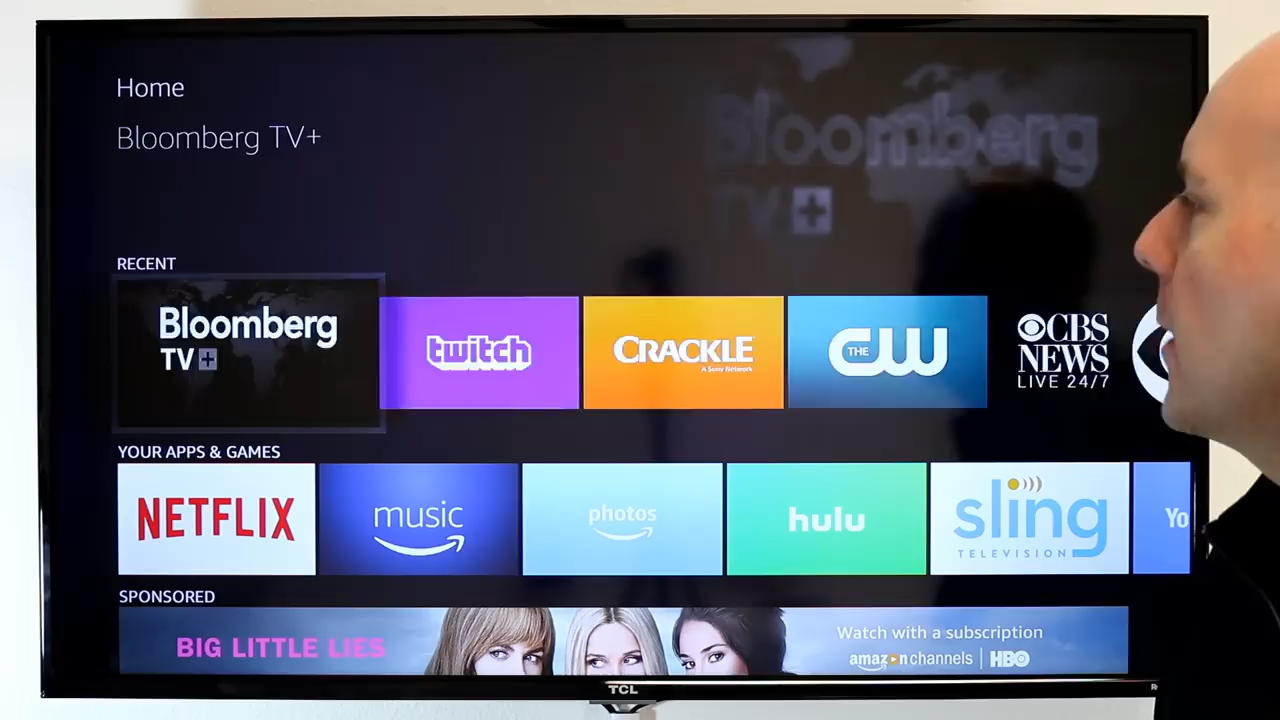 Home
Bloomberg TV+
Bloomberg
TV+
RECENT
Bloomberg
TV+
twitch
CRACKLE
A Sony Network
THE CW
CBS
NEWS
LIVE 24/7
YOUR APPS & GAMES
NETFLIX
music
photos
hulu
sling
TELEVISION
Yo
SPONSORED
BIG LITTLE LIES
Watch with a subscription
amazon channels | HBO
TCL